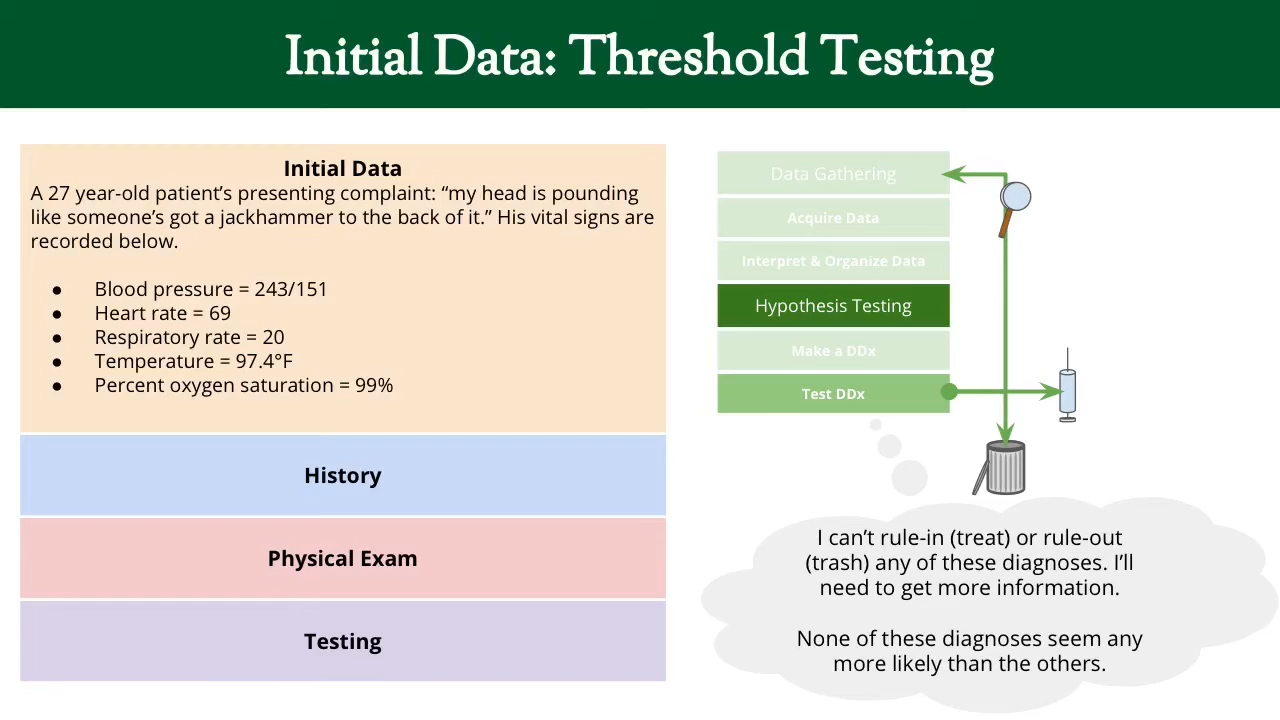 Initial Data: Threshold Testing
Initial Data
A 27 year-old patient’s presenting complaint: “my head is pounding
like someone’s got a jackhammer to the back of it.” His vital signs are
recorded below.
● Blood pressure = 243/151
● Heart rate = 69
● Respiratory rate = 20
● Temperature = 97.4°F
● Percent oxygen saturation = 99%
History
Physical Exam
Testing
Data Gathering
Acquire Data
Interpret & Organize Data
Hypothesis Testing
Make a DDx
Test DDx
I can’t rule-in (treat) or rule-out
(trash) any of these diagnoses. I’ll
need to get more information.
None of these diagnoses seem any
more likely than the others.